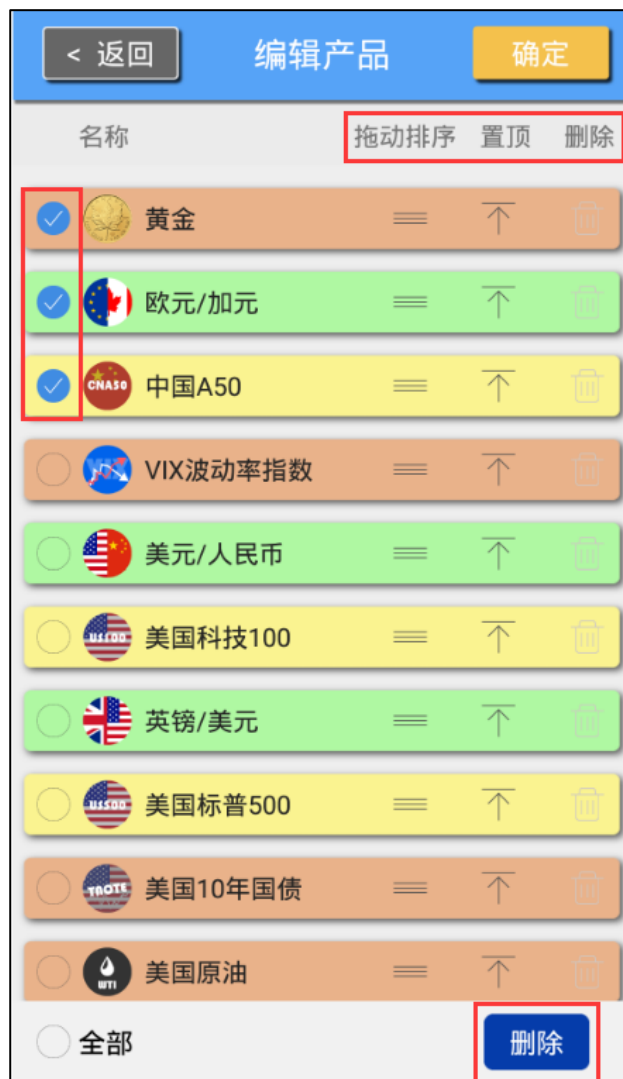 < 返回 编辑产品 确定
名称 拖动排序 置顶 删除
黄金
欧元/加元
CNA50 中国A50
VIX VIX波动率指数
美元/人民币
US100 美国科技100
英镑/美元
US500 美国标普500
TNOTE 美国10年国债
WTI 美国原油
全部 删除